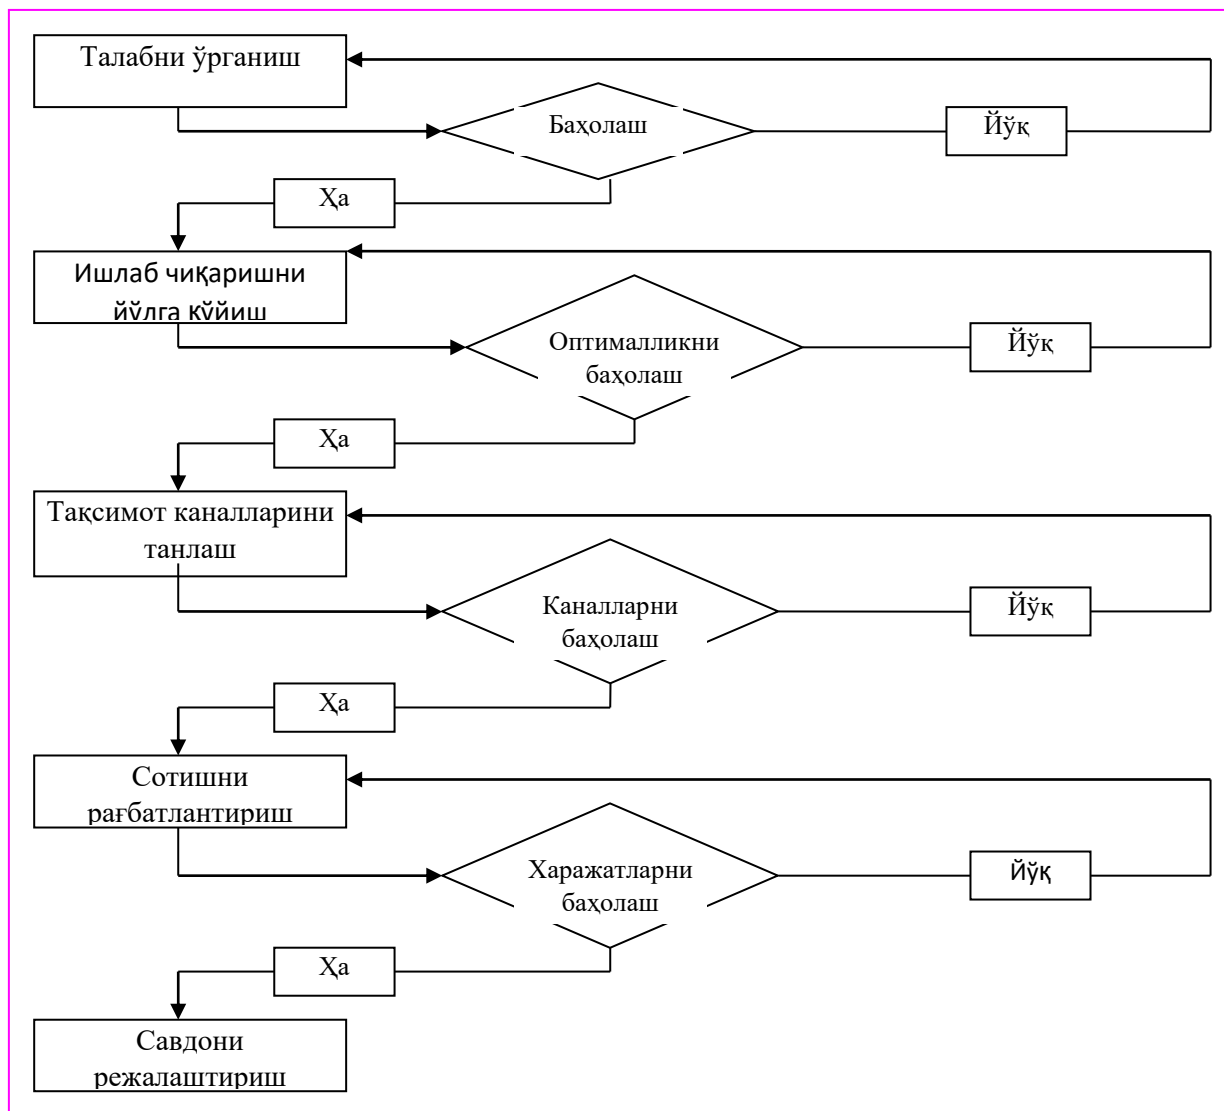 Талабни ўрганиш
Баҳолаш
Йўқ
Ҳа
Ишлаб чиқаришни
йўлга қўйиш
Оптималликни
баҳолаш
Йўқ
Ҳа
Тақсимот каналларини
танлаш
Каналларни
баҳолаш
Йўқ
Ҳа
Сотишни
рағбатлантириш
Харажатларни
баҳолаш
Йўқ
Ҳа
Савдони
режалаштириш